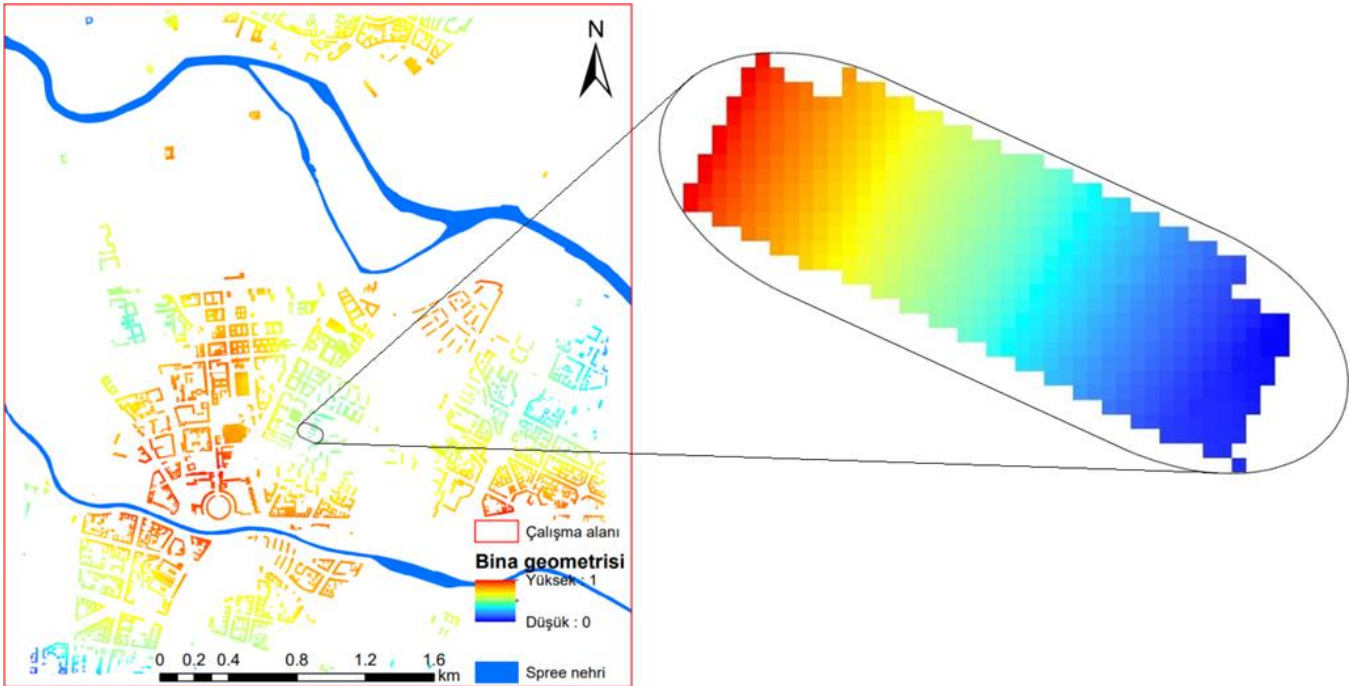 N
Çalışma alanı
Bina geometrisi
Yüksek : 1
Düşük : 0
0 0.2 0.4 0.8 1.2 1.6
km
Spree nehri